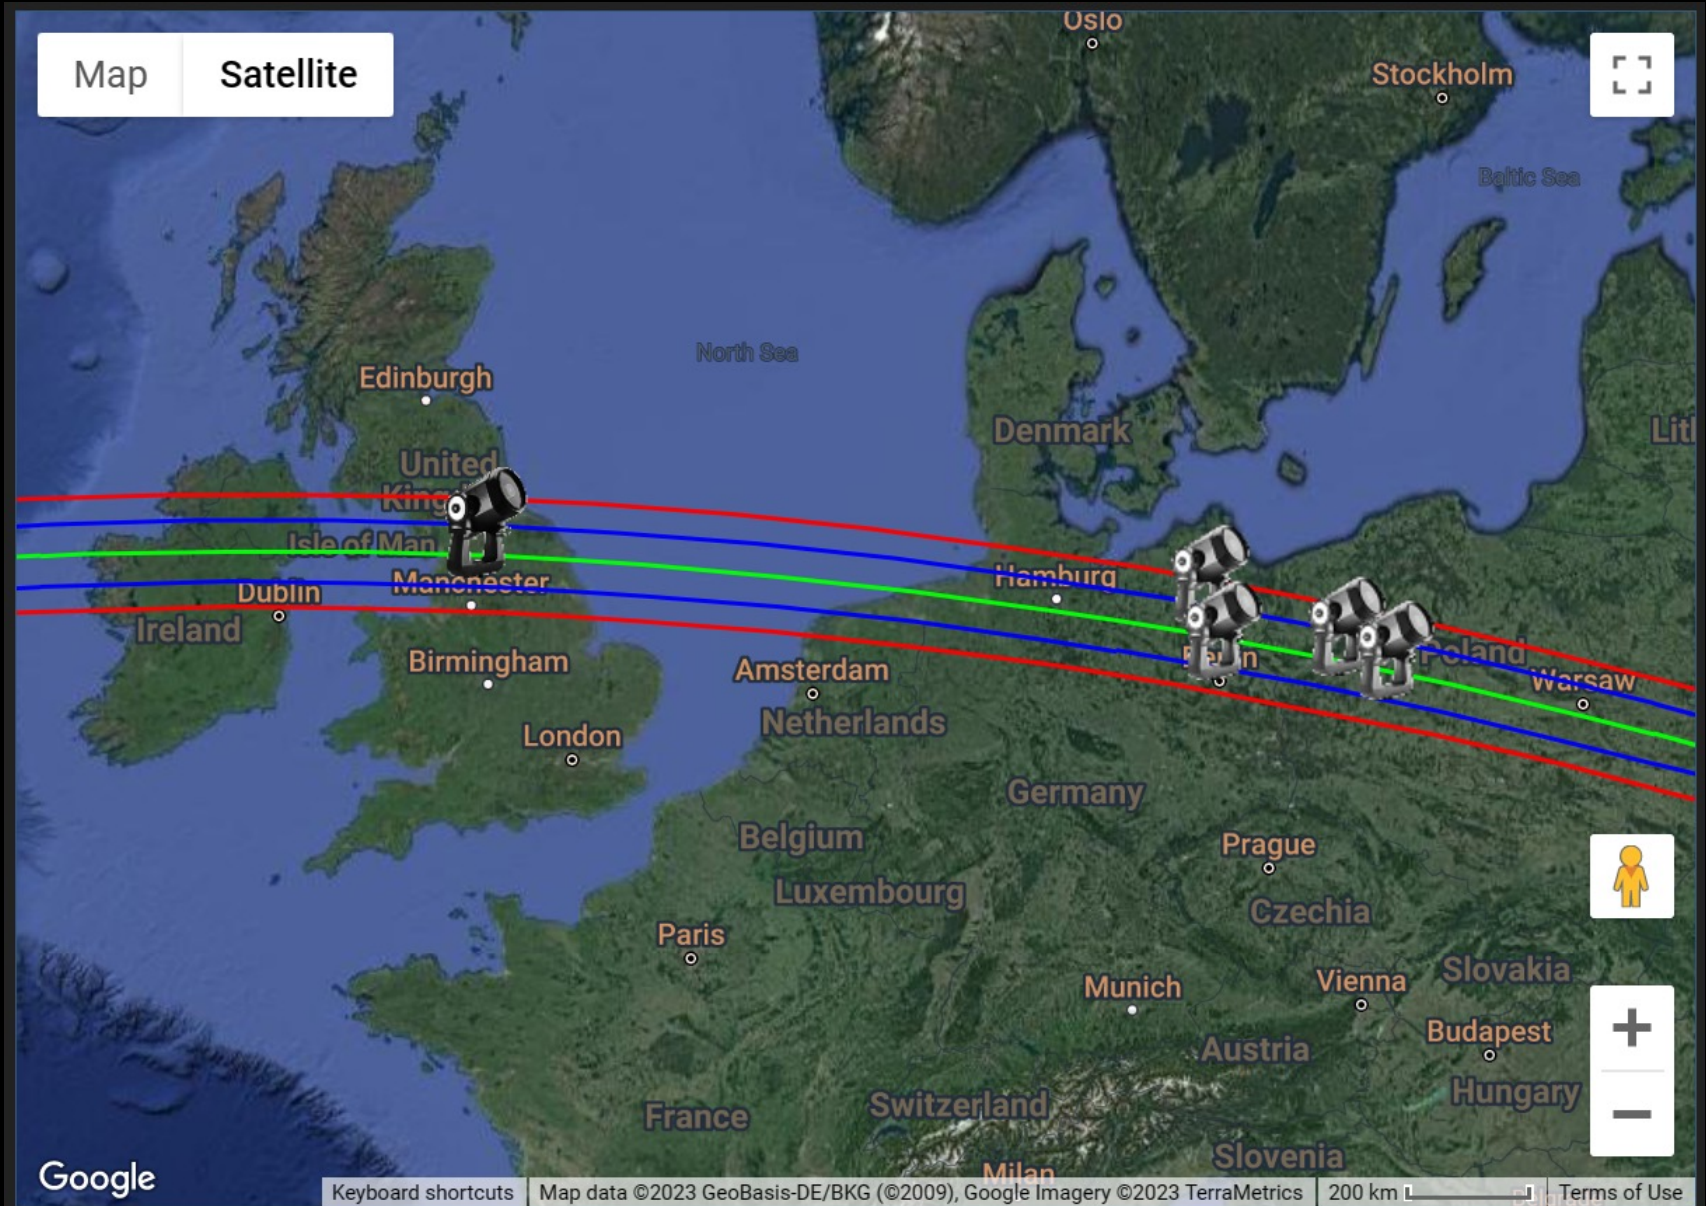 Map
Satellite
Oslo
Stockholm
Baltic Sea
North Sea
Edinburgh
Denmark
United
Isle of Man
Manchester
Hamburg
Dublin
Ireland
Birmingham
Amsterdam
Poland
Warsaw
Netherlands
London
Germany
Belgium
Prague
Luxembourg
Czechia
Paris
Slovakia
Munich
Vienna
Budapest
Austria
Hungary
Switzerland
France
Slovenia
Milan
Google
Keyboard shortcuts
Map data ©2023 GeoBasis-DE/BKG (©2009), Google Imagery ©2023 TerraMetrics
200 km
Terms of Use